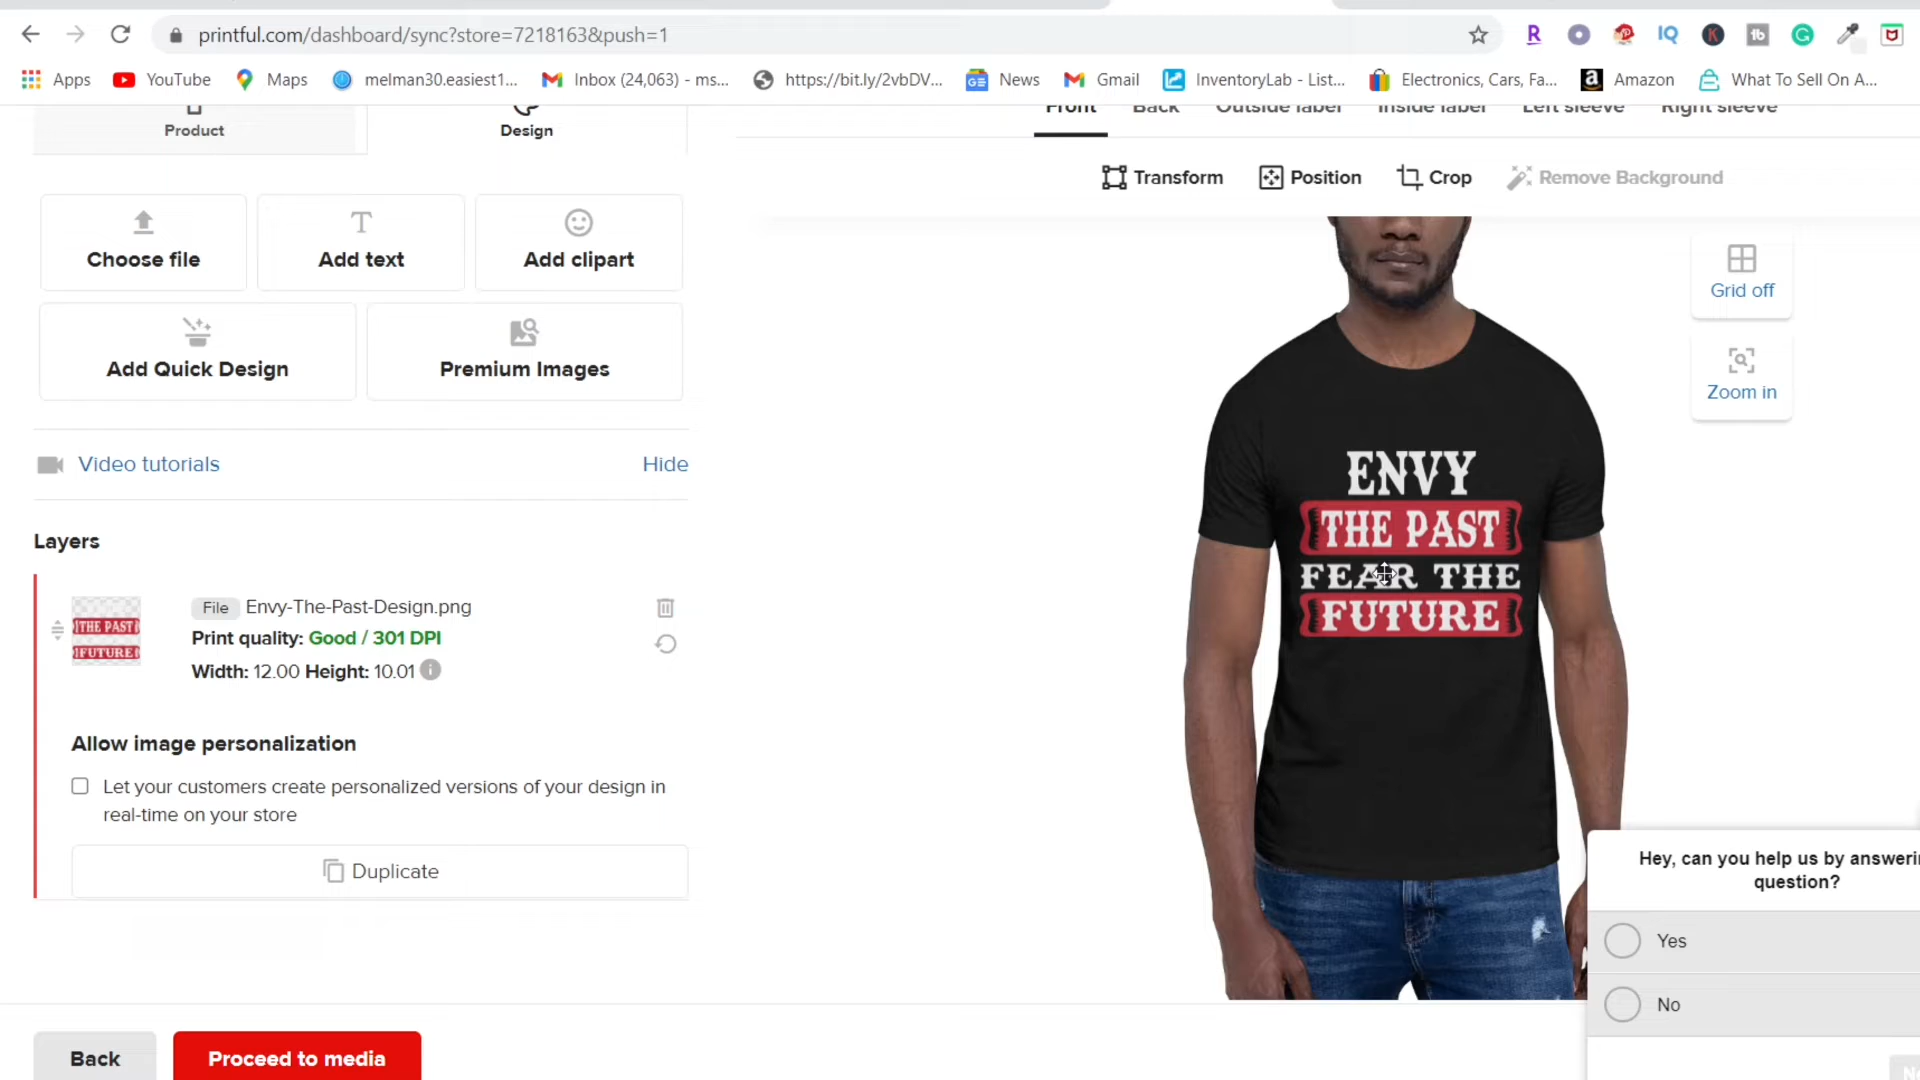 printful.com/dashboard/sync?store=7218163&push=1
Apps YouTube Maps melman30.easiest1... Inbox (24,063) - ms... https://bit.ly/2vbDV... News Gmail InventoryLab - List... Electronics, Cars, Fa... Amazon What To Sell On A...
Product Design
Front Back Outside label Inside label Left sleeve Right sleeve
Transform Position Crop Remove Background
Choose file Add text Add clipart
Grid off
Add Quick Design Premium Images
Zoom in
Video tutorials Hide
ENVY
THE PAST
FEAR THE
FUTURE
Layers
THE PAST
FUTURE
File Envy-The-Past-Design.png
Print quality: Good / 301 DPI
Width: 12.00 Height: 10.01
Allow image personalization
Let your customers create personalized versions of your design in
real-time on your store
Duplicate
Hey, can you help us by answeri
question?
Yes
No
Back Proceed to media